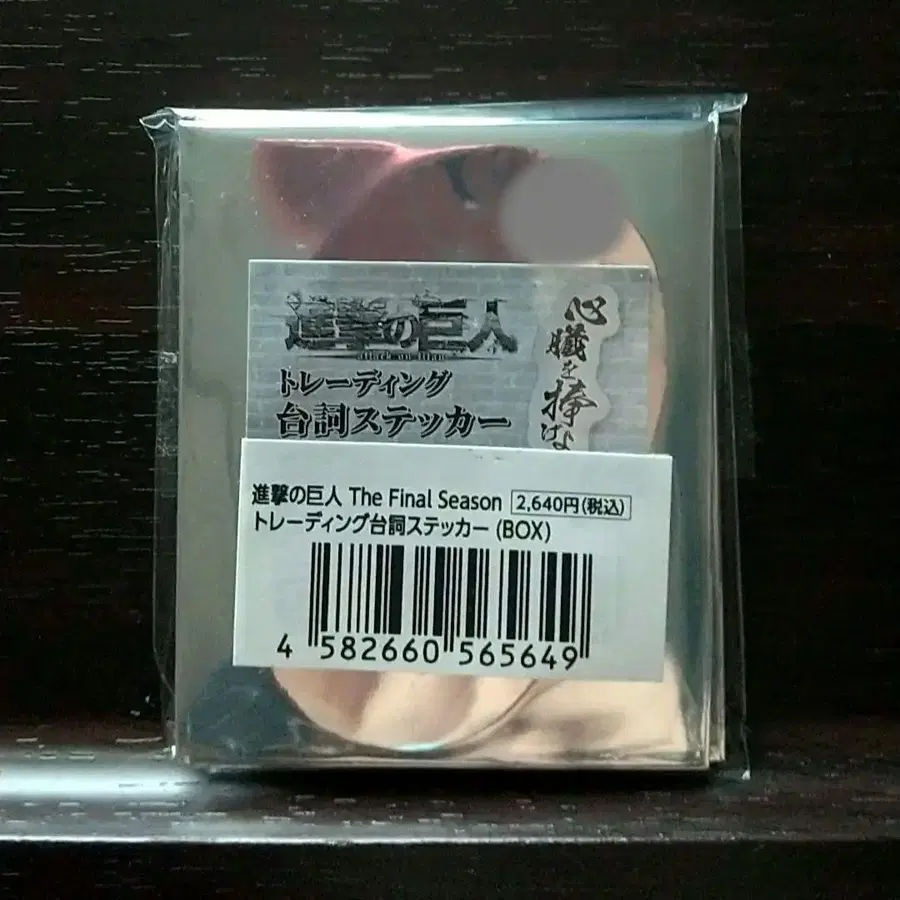 進撃の巨人
attack on titan
トレーディング
台詞ステッカー
心臓を捧げよ
進撃の巨人 The Final Season 2,640円(税込)
トレーディング台詞ステッカー (BOX)
4 582660 565649